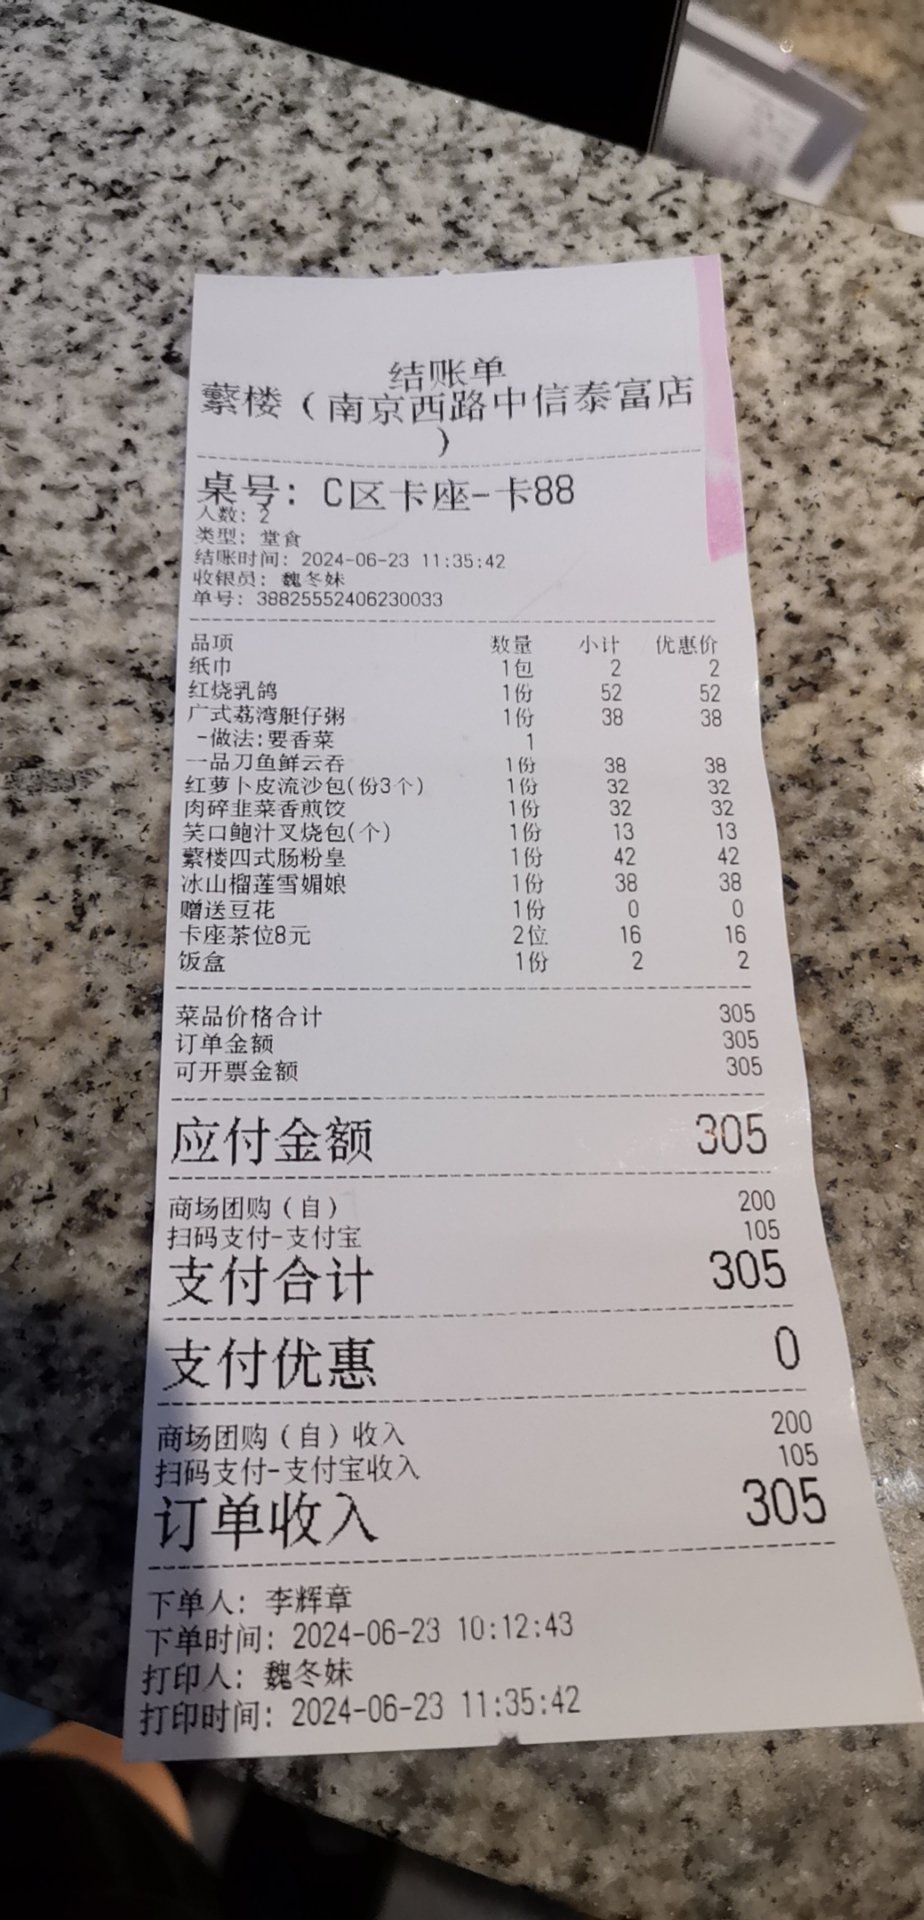 结账单
蘩楼（南京西路中信泰富店
）
桌号: C区卡座-卡88
人数: 2
类型: 堂食
结账时间: 2024-06-23 11:35:42
收银员: 魏冬妹
单号: 38825552406230033
品项 数量 小计 优惠价
纸巾 1包 2 2
红烧乳鸽 1份 52 52
广式荔湾艇仔粥 1份 38 38
-做法:要香菜 1
一品刀鱼鲜云吞 1份 38 38
红萝卜皮流沙包(份3个) 1份 32 32
肉碎韭菜香煎饺 1份 32 32
笑口鲍汁叉烧包(个) 1份 13 13
蘩楼四式肠粉皇 1份 42 42
冰山榴莲雪媚娘 1份 38 38
赠送豆花 1份 0 0
卡座茶位8元 2位 16 16
饭盒 1份 2 2
菜品价格合计 305
订单金额 305
可开票金额 305
应付金额 305
商场团购（自） 200
扫码支付-支付宝 105
支付合计 305
支付优惠 0
商场团购（自）收入 200
扫码支付-支付宝收入 105
订单收入 305
下单人: 李辉章
下单时间: 2024-06-23 10:12:43
打印人: 魏冬妹
打印时间: 2024-06-23 11:35:42